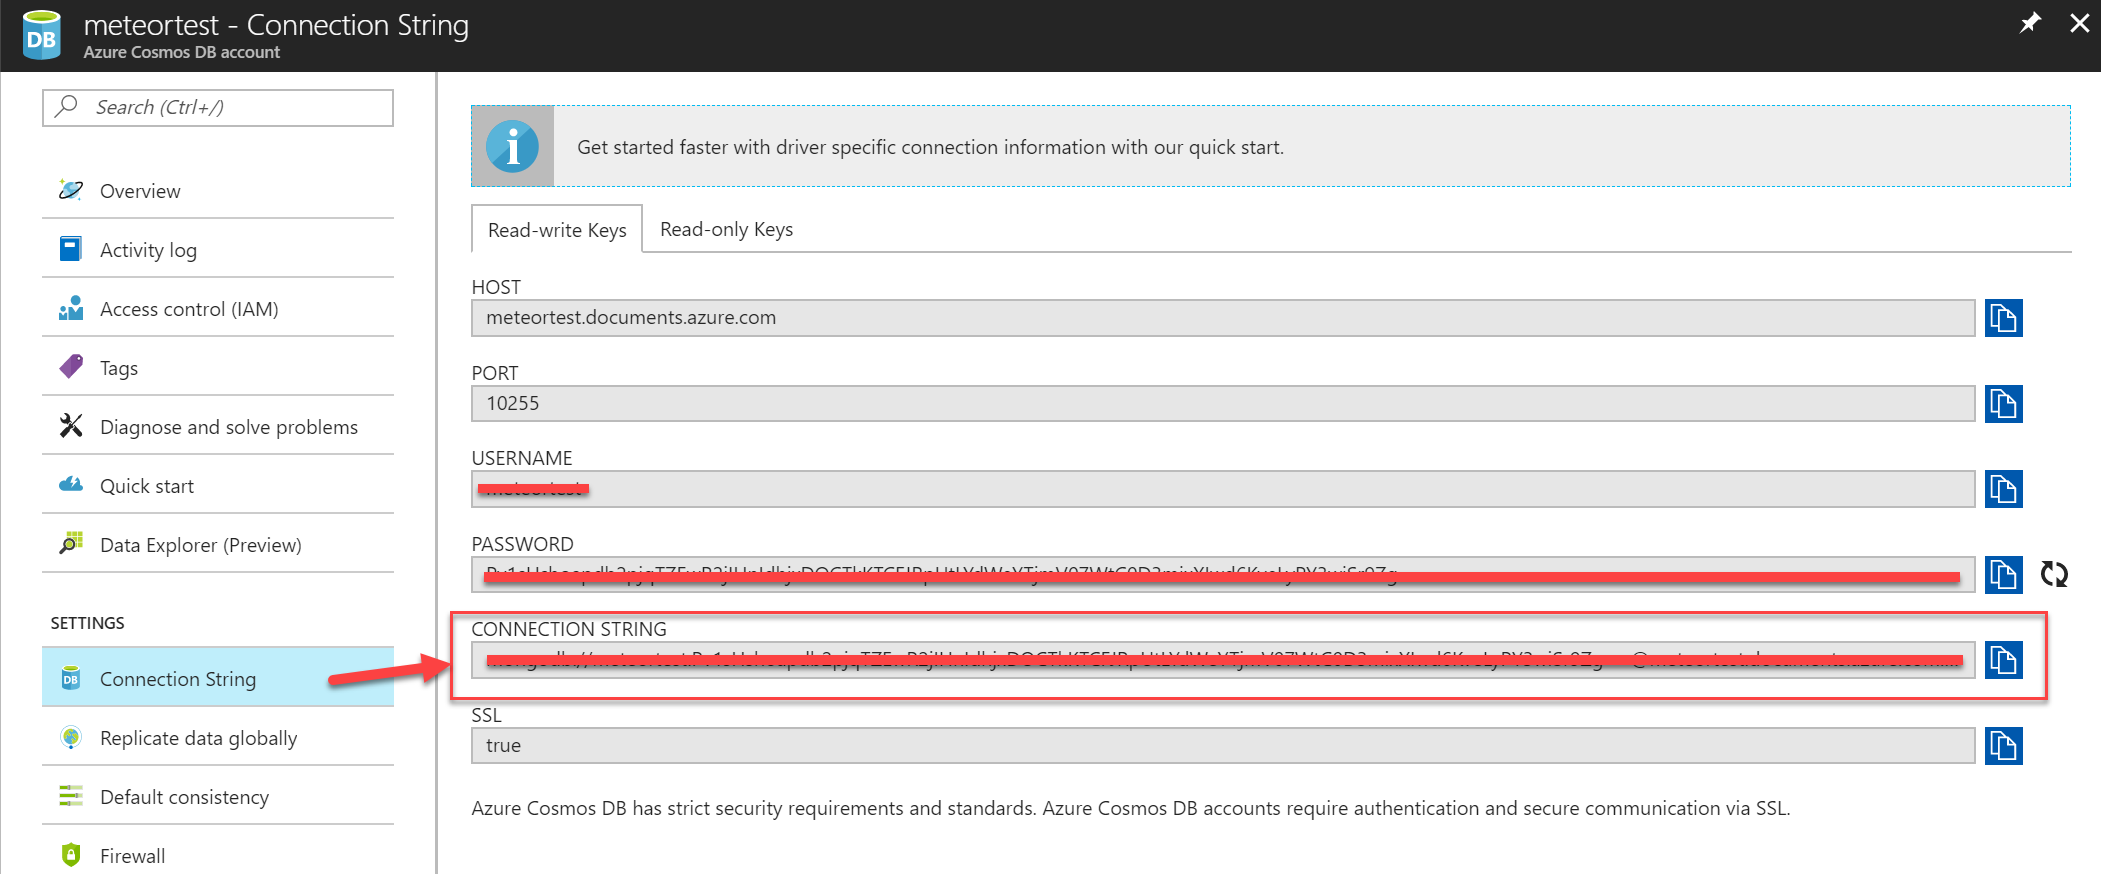 meteortest - Connection String
DB
Azure Cosmos DB account
Search (Ctrl+/)
Overview
Activity log
Access control (IAM)
Tags
Diagnose and solve problems
Quick start
Data Explorer (Preview)
SETTINGS
DB
Connection String
Replicate data globally
Default consistency
Firewall
Get started faster with driver specific connection information with our quick start.
Read-write Keys
Read-only Keys
HOST
meteortest.documents.azure.com
PORT
10255
USERNAME
PASSWORD
CONNECTION STRING
SSL
true
Azure Cosmos DB has strict security requirements and standards. Azure Cosmos DB accounts require authentication and secure communication via SSL.